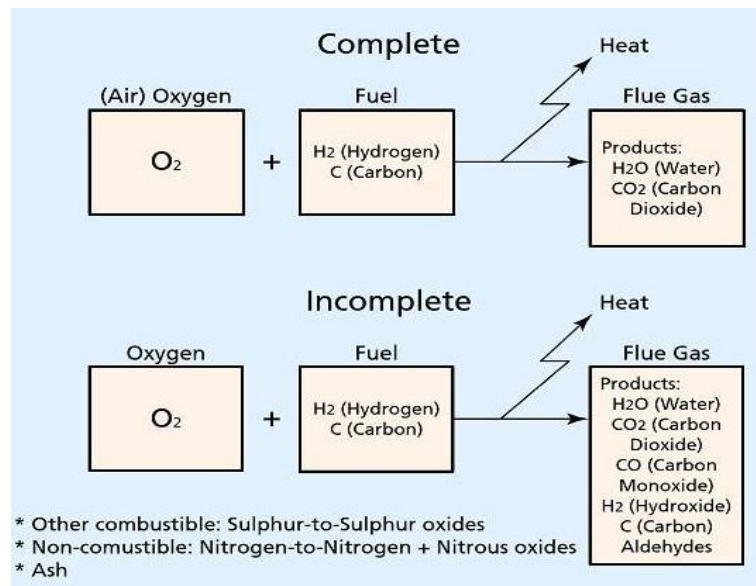 Complete
Heat
(Air) Oxygen
Fuel
Flue Gas
O2
+
H2 (Hydrogen)
C (Carbon)
Products:
H2O (Water)
CO2 (Carbon
Dioxide)
Incomplete
Heat
Oxygen
Fuel
Flue Gas
O2
+
H2 (Hydrogen)
C (Carbon)
Products:
H2O (Water)
CO2 (Carbon
Dioxide)
CO (Carbon
Monoxide)
H2 (Hydroxide)
C (Carbon)
Aldehydes
* Other combustible: Sulphur-to-Sulphur oxides
* Non-comustible: Nitrogen-to-Nitrogen + Nitrous oxides
* Ash